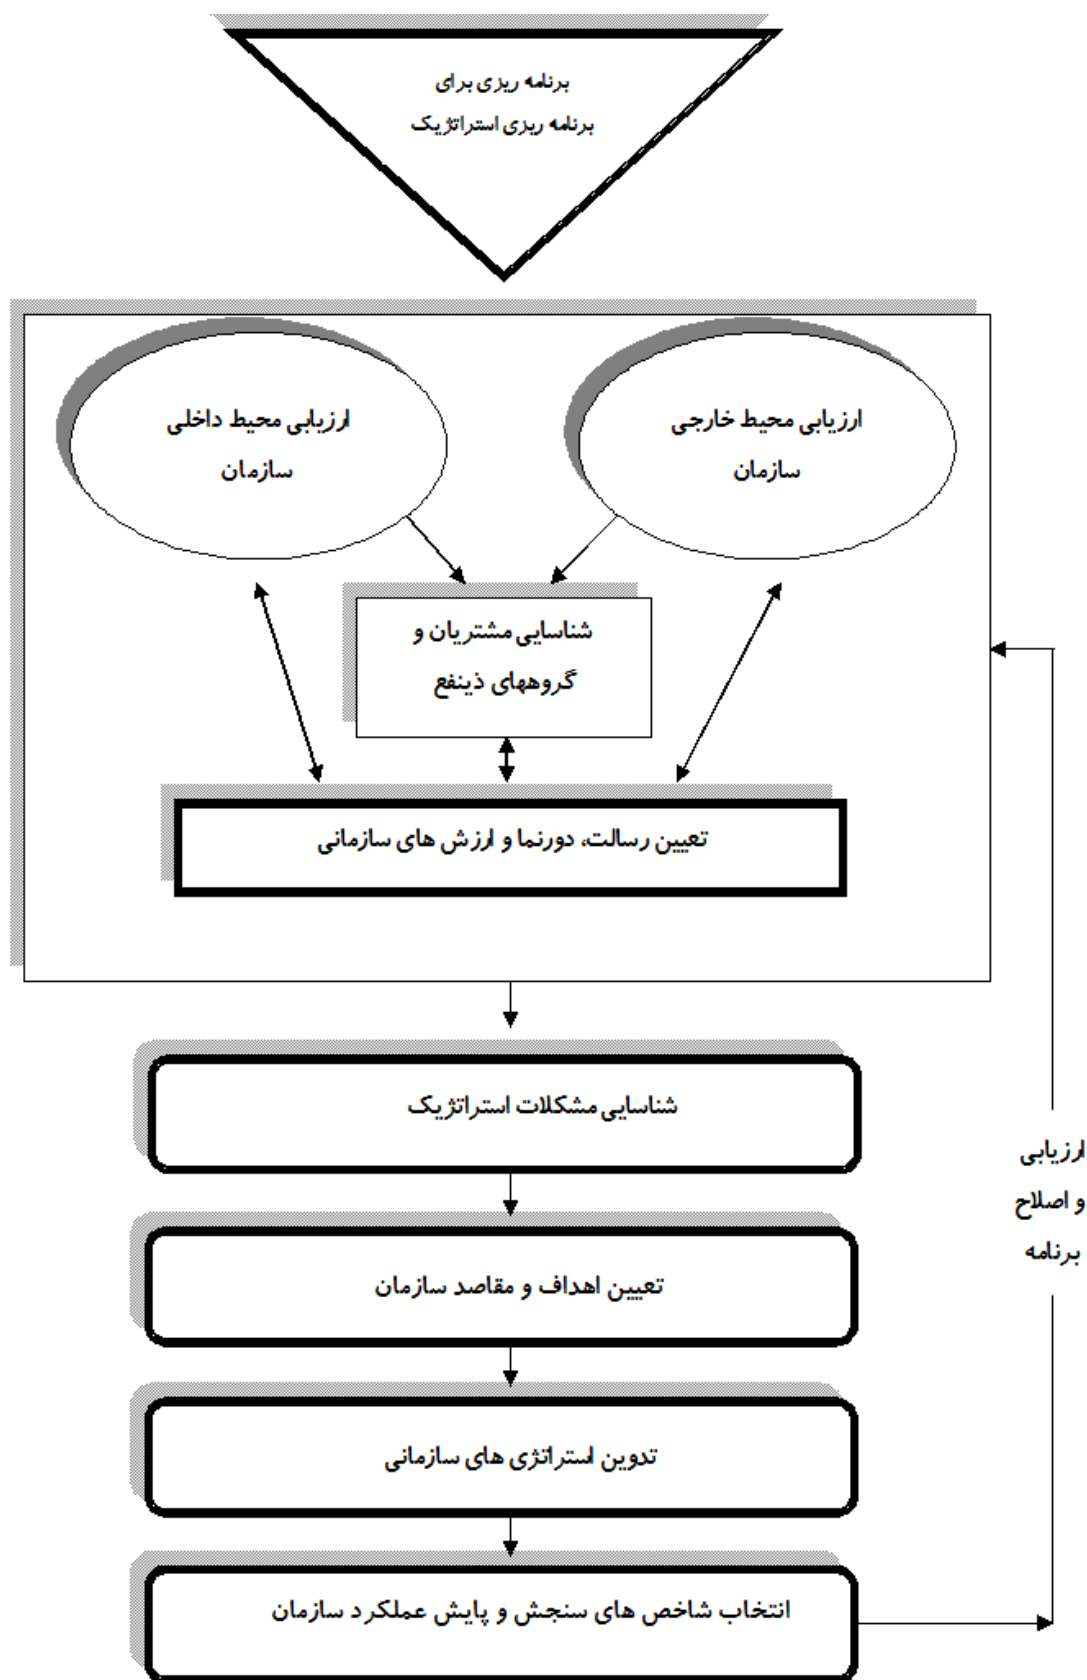 برنامه ریزی برای
برنامه ریزی استراتژیک
ارزیابی محیط خارجی
سازمان
ارزیابی محیط داخلی
سازمان
شناسایی مشتریان و
گروههای ذینفع
تعیین رسالت، دورنما و ارزش های سازمانی
شناسایی مشکلات استراتژیک
تعیین اهداف و مقاصد سازمان
تدوین استراتژی های سازمانی
انتخاب شاخص های سنجش و پایش عملکرد سازمان
ارزیابی
و اصلاح
برنامه